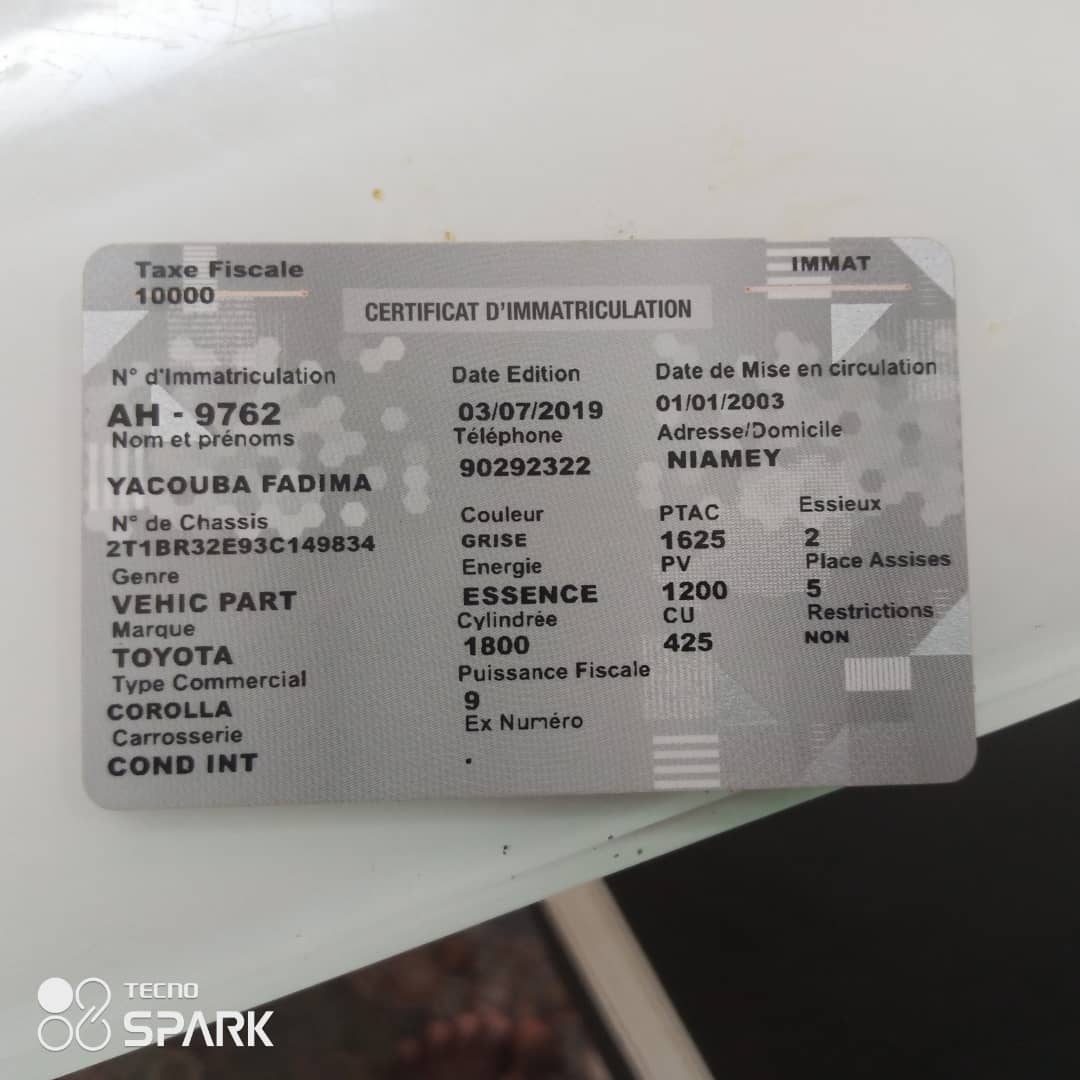 Taxe Fiscale
10000
IMMAT
CERTIFICAT D'IMMATRICULATION
N° d'Immatriculation
AH - 9762
Nom et prénoms
YACOUBA FADIMA
N° de Chassis
2T1BR32E93C149834
Genre
VEHIC PART
Marque
TOYOTA
Type Commercial
COROLLA
Carrosserie
COND INT
Date Edition
03/07/2019
Téléphone
90292322
Couleur
GRISE
Energie
ESSENCE
Cylindrée
1800
Puissance Fiscale
9
Ex Numéro
.
Date de Mise en circulation
01/01/2003
Adresse/Domicile
NIAMEY
PTAC
1625
PV
1200
CU
425
Essieux
2
Place Assises
5
Restrictions
NON
TECNO
SPARK